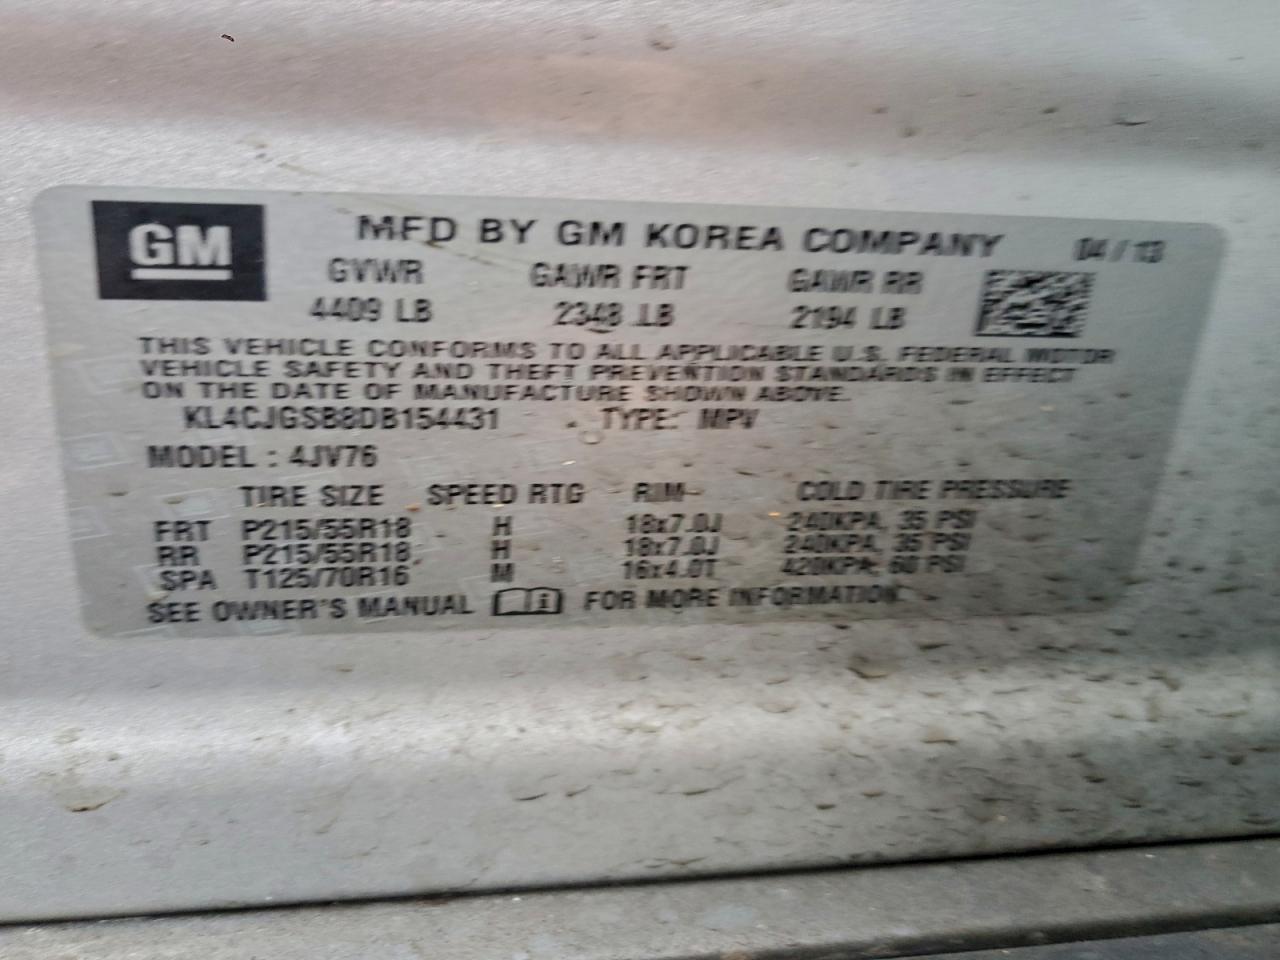 GM MFD BY GM KOREA COMPANY 04 / 13
GVWR GAWR FRT GAWR RR
4409 LB 2348 LB 2194 LB
THIS VEHICLE CONFORMS TO ALL APPLICABLE U.S. FEDERAL MOTOR
VEHICLE SAFETY AND THEFT PREVENTION STANDARDS IN EFFECT
ON THE DATE OF MANUFACTURE SHOWN ABOVE.
KL4CJGSB8DB154431 TYPE: MPV
MODEL : 4JV76
TIRE SIZE SPEED RTG RIM COLD TIRE PRESSURE
FRT P215/55R18 H 18x7.0J 240KPA, 35 PSI
RR P215/55R18 H 18x7.0J 240KPA, 35 PSI
SPA T125/70R16 M 16x4.0T 420KPA, 60 PSI
SEE OWNER'S MANUAL i FOR MORE INFORMATION